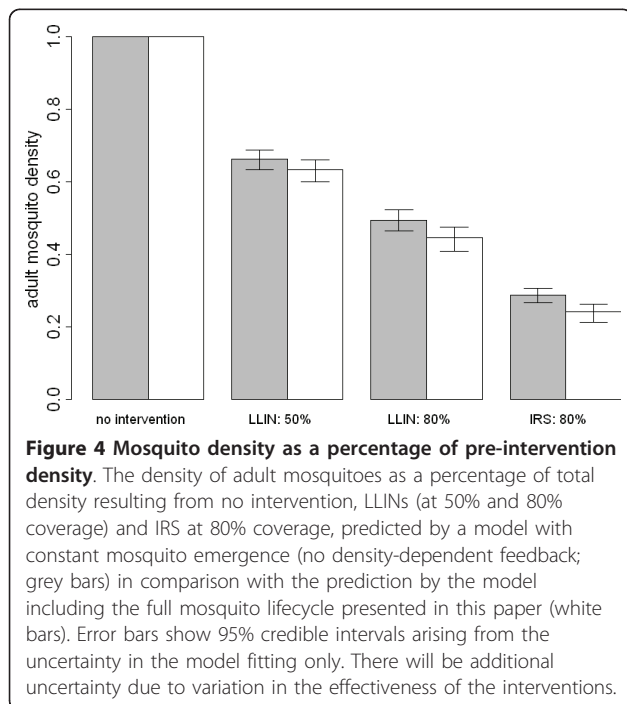 adult mosquito density
0.0
0.2
0.4
0.6
0.8
1.0
no intervention
LLIN: 50%
LLIN: 80%
IRS: 80%
Figure 4 Mosquito density as a percentage of pre-intervention
density. The density of adult mosquitoes as a percentage of total
density resulting from no intervention, LLINs (at 50% and 80%
coverage) and IRS at 80% coverage, predicted by a model with
constant mosquito emergence (no density-dependent feedback;
grey bars) in comparison with the prediction by the model
including the full mosquito lifecycle presented in this paper (white
bars). Error bars show 95% credible intervals arising from the
uncertainty in the model fitting only. There will be additional
uncertainty due to variation in the effectiveness of the interventions.